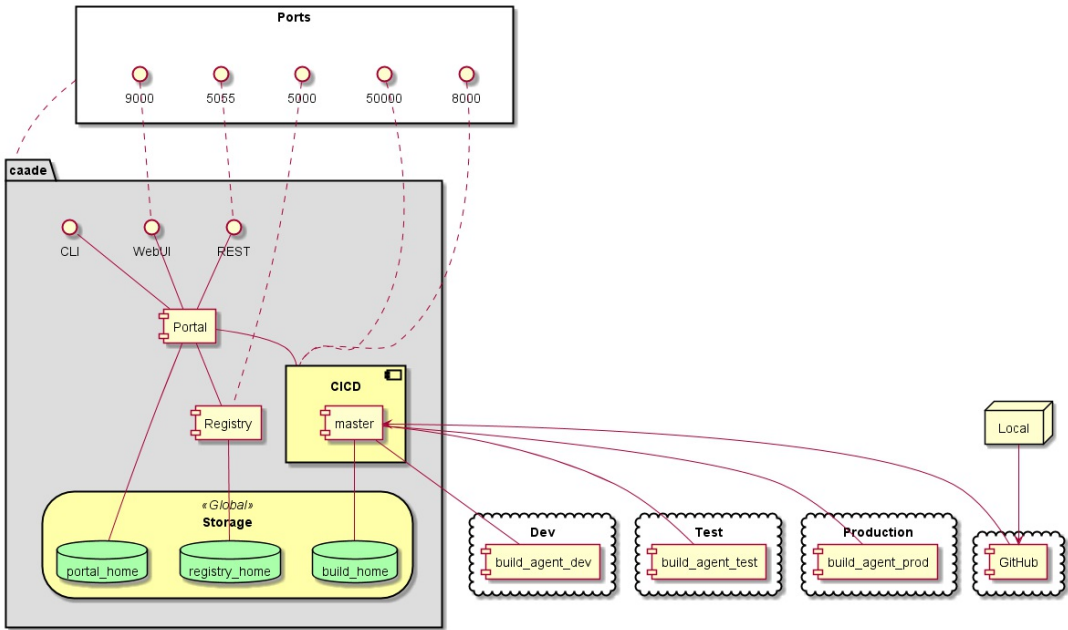 Ports
9000
5055
5000
50000
8000
caade
CLI
WebUI
REST
Portal
CICD
Registry
master
Local
«Global»
Storage
portal_home
registry_home
build_home
Dev
build_agent_dev
Test
build_agent_test
Production
build_agent_prod
GitHub